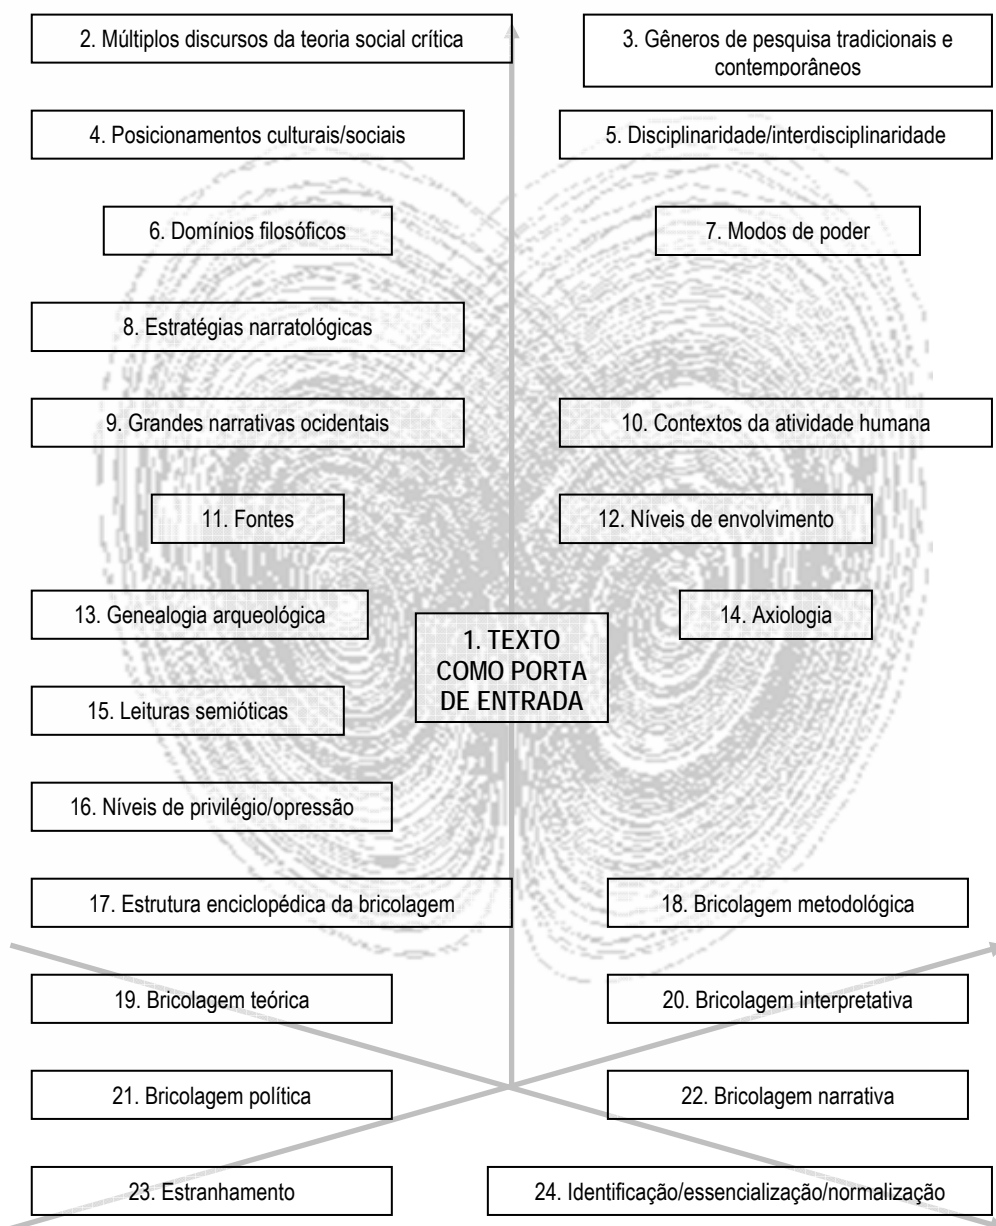 2. Múltiplos discursos da teoria social crítica
3. Gêneros de pesquisa tradicionais e
contemporâneos
4. Posicionamentos culturais/sociais
5. Disciplinaridade/interdisciplinaridade
6. Domínios filosóficos
7. Modos de poder
8. Estratégias narratológicas
9. Grandes narrativas ocidentais
10. Contextos da atividade humana
11. Fontes
12. Níveis de envolvimento
13. Genealogia arqueológica
14. Axiologia
1. TEXTO
COMO PORTA
DE ENTRADA
15. Leituras semióticas
16. Níveis de privilégio/opressão
17. Estrutura enciclopédica da bricolagem
18. Bricolagem metodológica
19. Bricolagem teórica
20. Bricolagem interpretativa
21. Bricolagem política
22. Bricolagem narrativa
23. Estranhamento
24. Identificação/essencialização/normalização